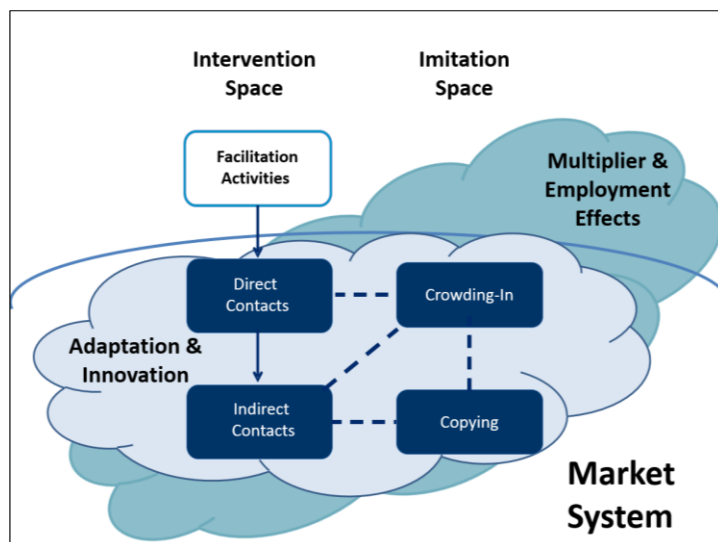 Intervention
Space
Imitation
Space
Facilitation
Activities
Multiplier &
Employment
Effects
Direct
Contacts
Crowding-In
Adaptation &
Innovation
Indirect
Contacts
Copying
Market
System